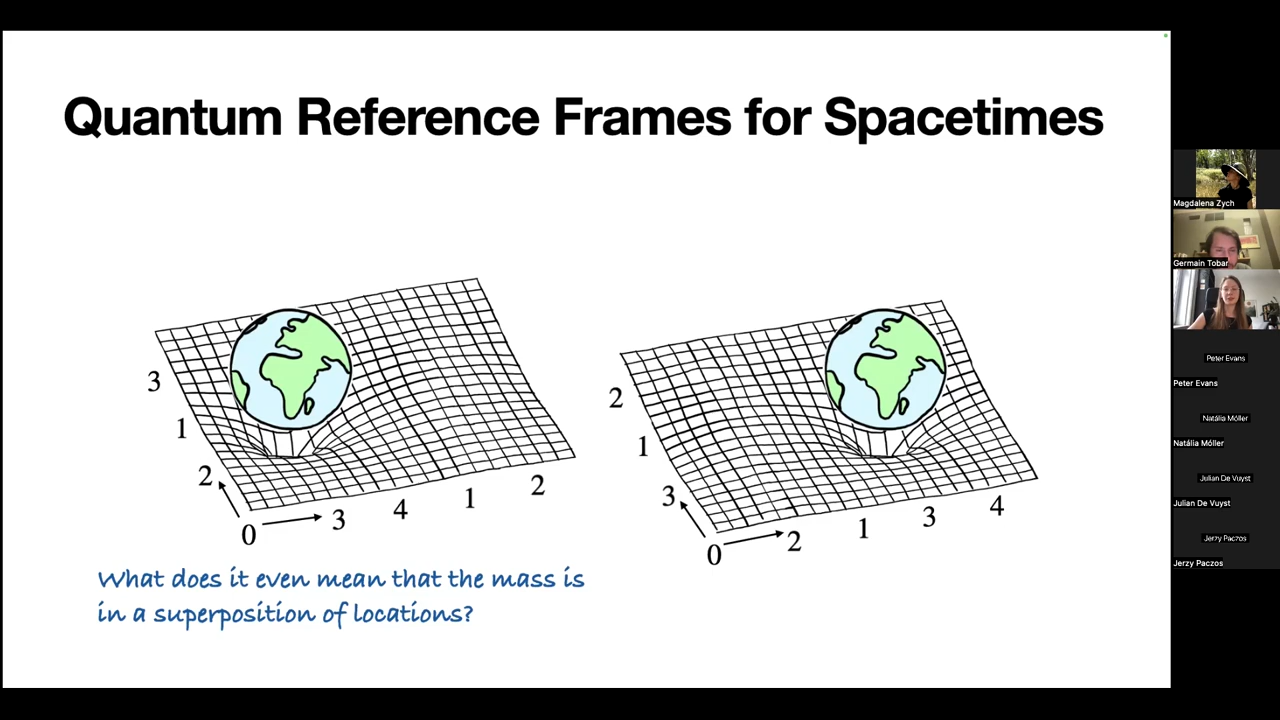 Quantum Reference Frames for Spacetimes
3
1
2
0
3
4
1
2
2
1
3
0
2
1
3
4
What does it even mean that the mass is
in a superposition of locations?
Magdalena Zych
Germain Tobar
Peter Evans
Peter Evans
Natália Móller
Natália Móller
Julian De Vuyst
Julian De Vuyst
Jerzy Paczos
Jerzy Paczos